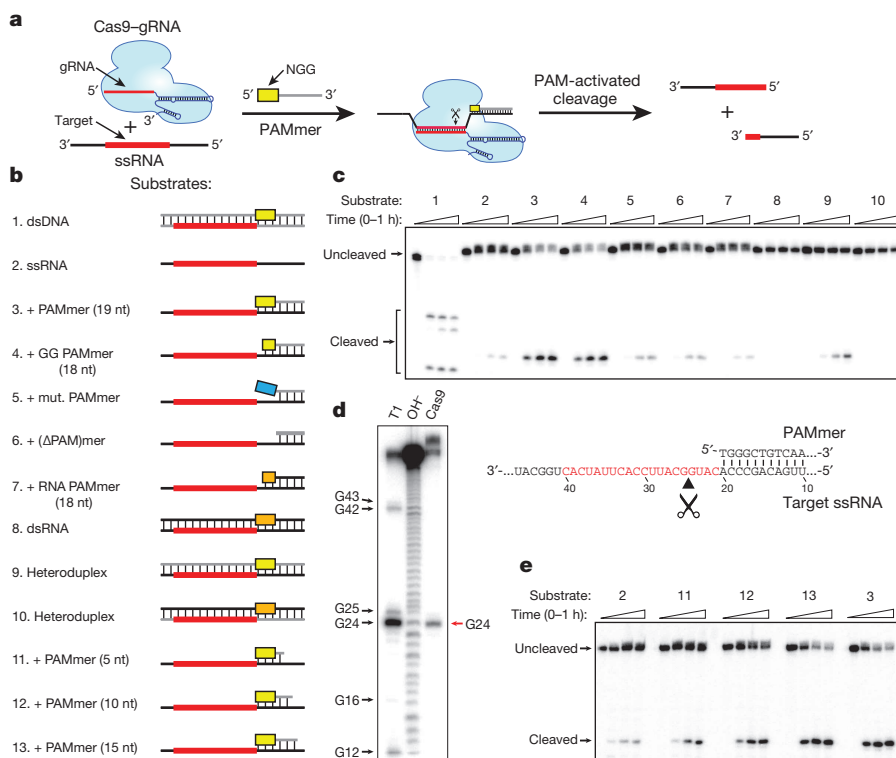 a
Cas9–gRNA
gRNA
5′
3′
Target
+
3′ 5′
ssRNA
NGG
5′ 3′
PAMmer
PAM-activated
cleavage
3′ 5′
+
3′ 5′
b
Substrates:
1. dsDNA
2. ssRNA
3. + PAMmer (19 nt)
4. + GG PAMmer
(18 nt)
5. + mut. PAMmer
6. + (ΔPAM)mer
7. + RNA PAMmer
(18 nt)
8. dsRNA
9. Heteroduplex
10. Heteroduplex
11. + PAMmer (5 nt)
12. + PAMmer (10 nt)
13. + PAMmer (15 nt)
c
Substrate: 1 2 3 4 5 6 7 8 9 10
Time (0–1 h):
Uncleaved
Cleaved
d
T1 OH⁻ Cas9
G43
G42
G25
G24
G24
G16
G12
PAMmer
5′-TGGGCTGTCAA...-3′
3′-...UACGGUCACUAUUCACCUUACGGUACACCCGACAGUU...-5′
40 30 20 10
Target ssRNA
e
Substrate: 2 11 12 13 3
Time (0–1 h):
Uncleaved
Cleaved